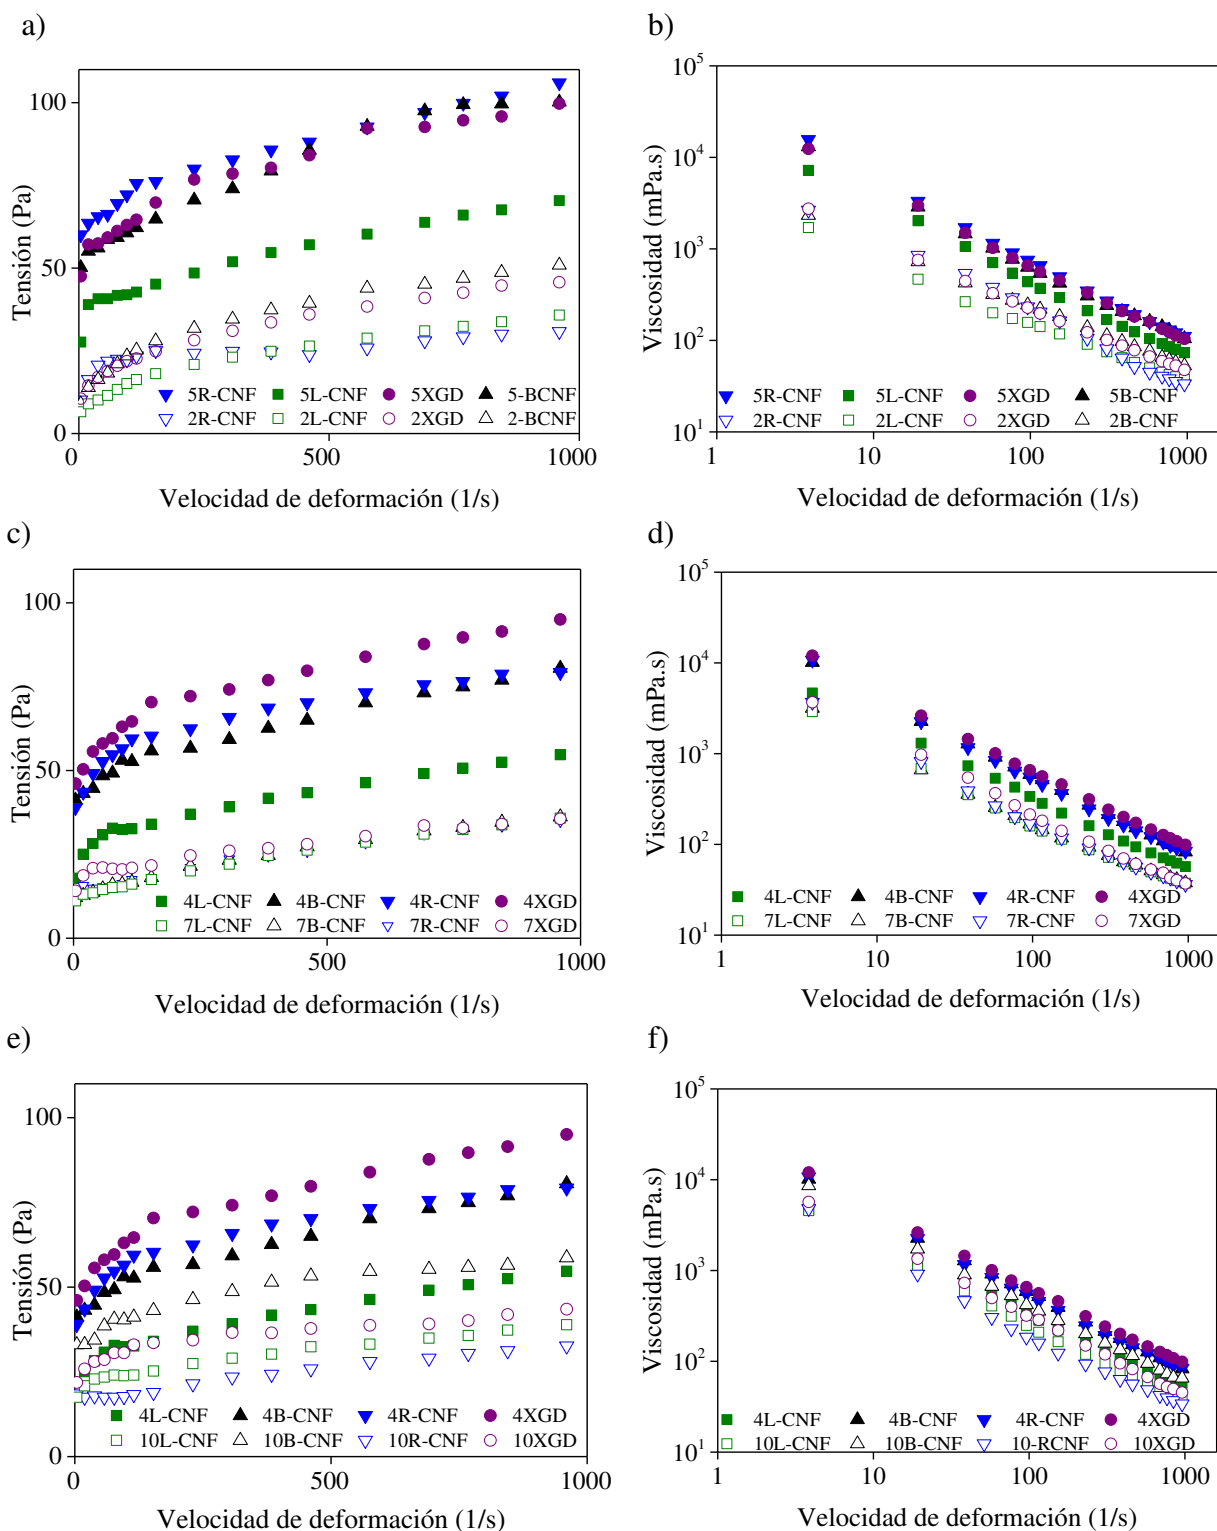 a)
Tensión (Pa)
100
50
0
5R-CNF 5L-CNF 5XGD 5-BCNF
2R-CNF 2L-CNF 2XGD 2-BCNF
0 500 1000
Velocidad de deformación (1/s)
b)
Viscosidad (mPa.s)
10^5
10^4
10^3
10^2
10^1
5R-CNF 5L-CNF 5XGD 5B-CNF
2R-CNF 2L-CNF 2XGD 2B-CNF
1 10 100 1000
Velocidad de deformación (1/s)
c)
Tensión (Pa)
100
50
0
4L-CNF 4B-CNF 4R-CNF 4XGD
7L-CNF 7B-CNF 7R-CNF 7XGD
0 500 1000
Velocidad de deformación (1/s)
d)
Viscosidad (mPa.s)
10^5
10^4
10^3
10^2
10^1
4L-CNF 4B-CNF 4R-CNF 4XGD
7L-CNF 7B-CNF 7R-CNF 7XGD
1 10 100 1000
Velocidad de deformación (1/s)
e)
Tensión (Pa)
100
50
0
4L-CNF 4B-CNF 4R-CNF 4XGD
10L-CNF 10B-CNF 10R-CNF 10XGD
0 500 1000
Velocidad de deformación (1/s)
f)
Viscosidad (mPa.s)
10^5
10^4
10^3
10^2
10^1
4L-CNF 4B-CNF 4R-CNF 4XGD
10L-CNF 10B-CNF 10-RCNF 10XGD
1 10 100 1000
Velocidad de deformación (1/s)